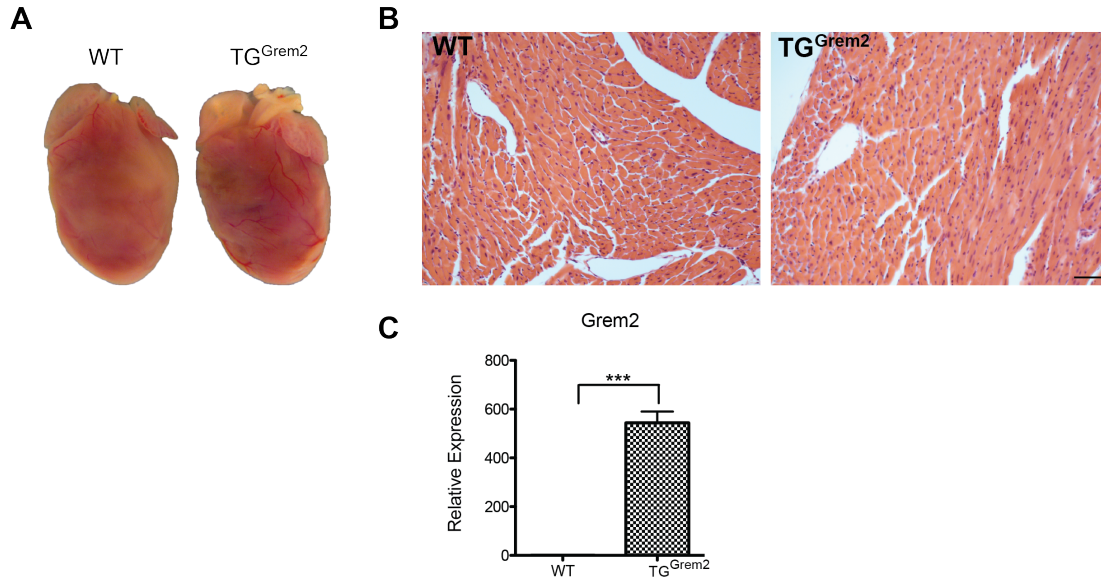 A
WT
TGGrem2
B
WT
TGGrem2
C
Grem2
Relative Expression
800
600
400
200
0
***
WT
TGGrem2